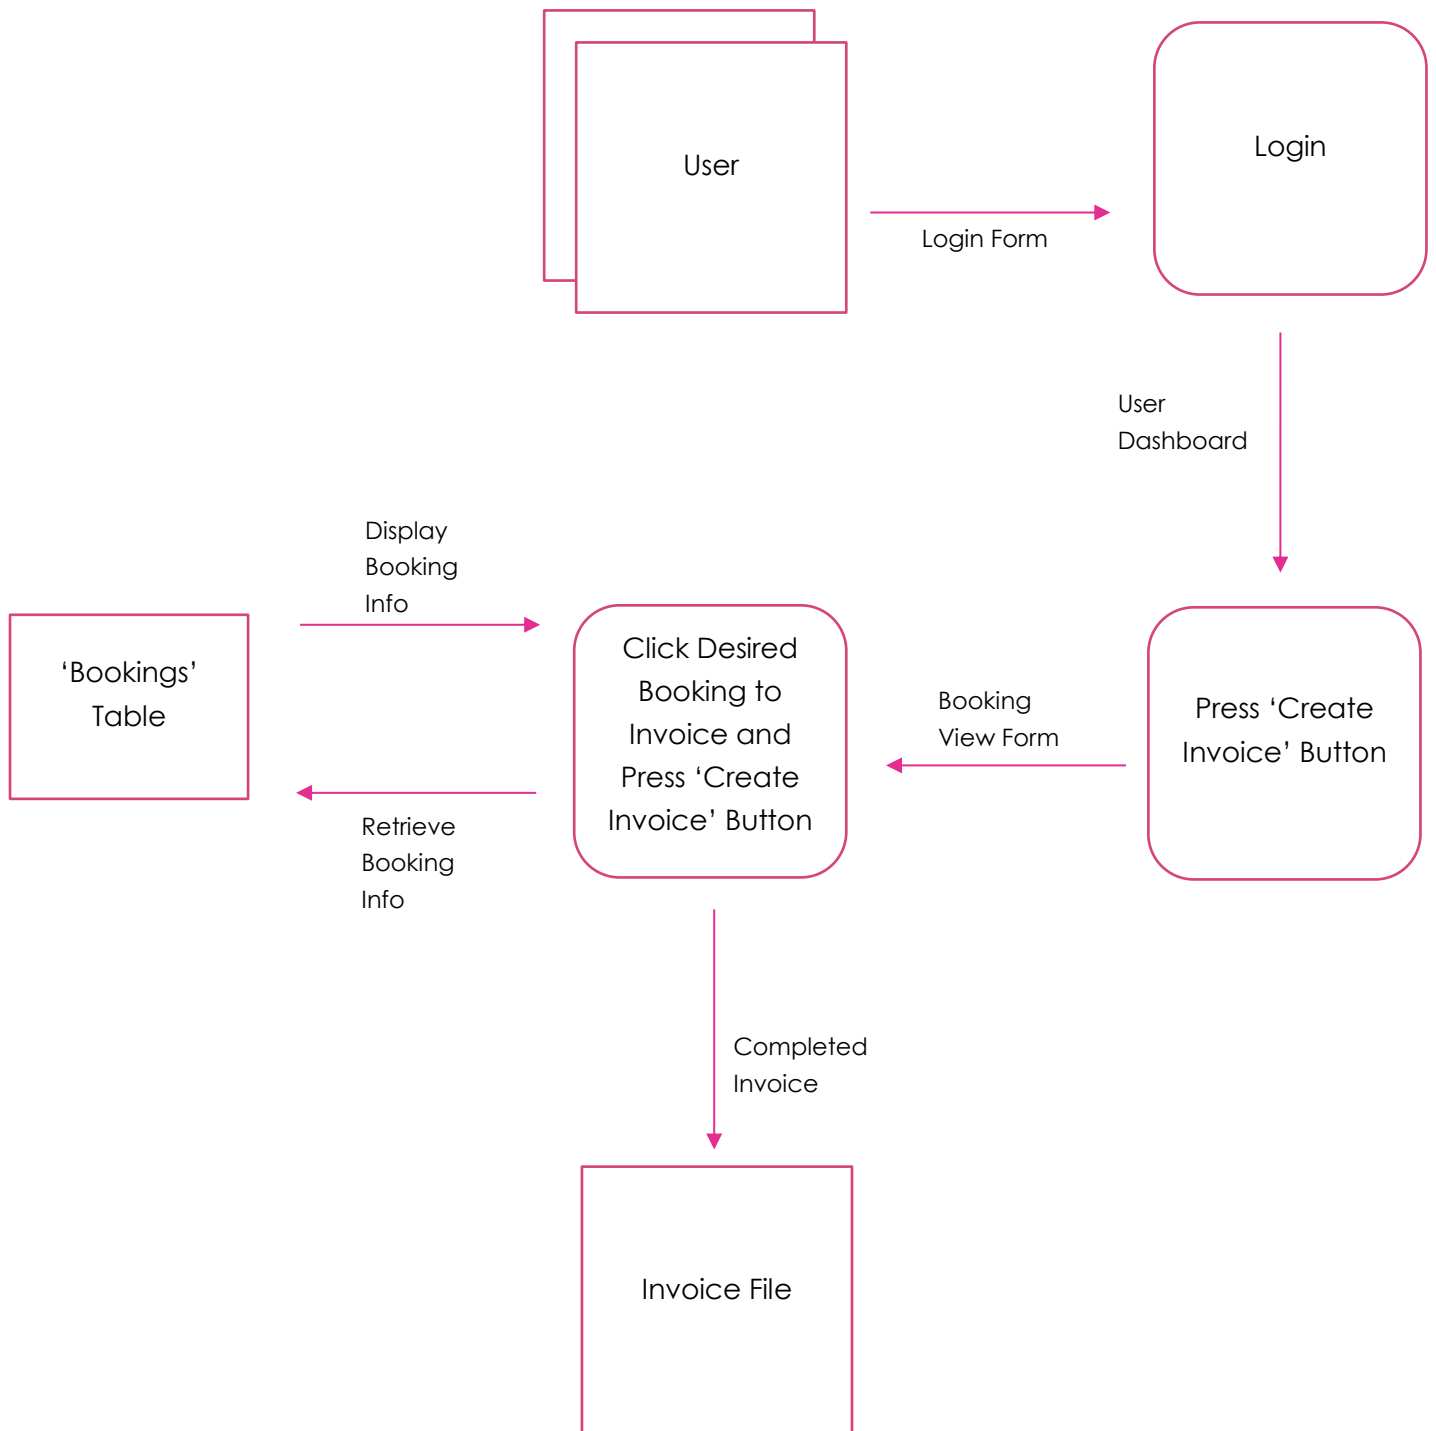 User
Login
Login Form
User
Dashboard
Display
Booking
Info
‘Bookings’
Table
Click Desired
Booking to
Invoice and
Press ‘Create
Invoice’ Button
Booking
View Form
Press ‘Create
Invoice’ Button
Retrieve
Booking
Info
Completed
Invoice
Invoice File